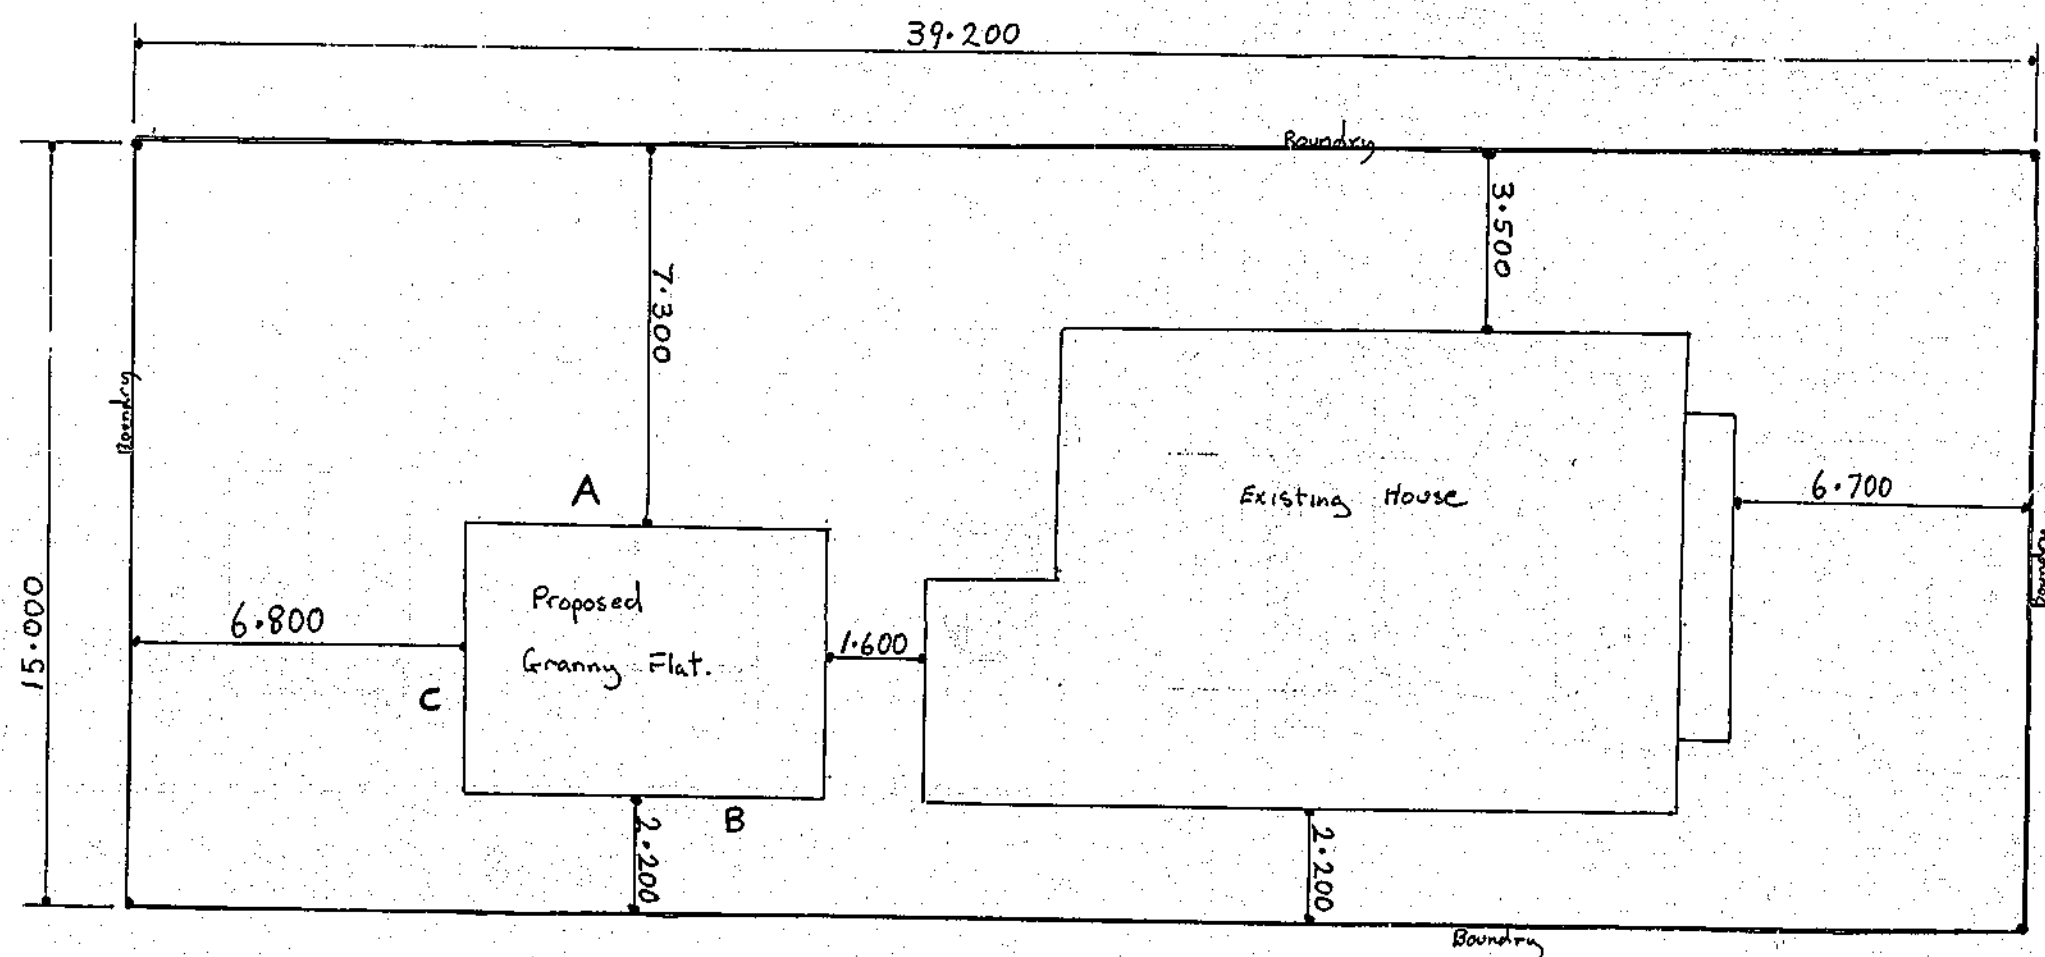 39.200
Boundry
3.500
7.300
Boundry
A
Existing House
6.700
Boundry
Proposed
15.000
6.800
1.600
Granny Flat.
C
B
2.200
2.200
Boundry